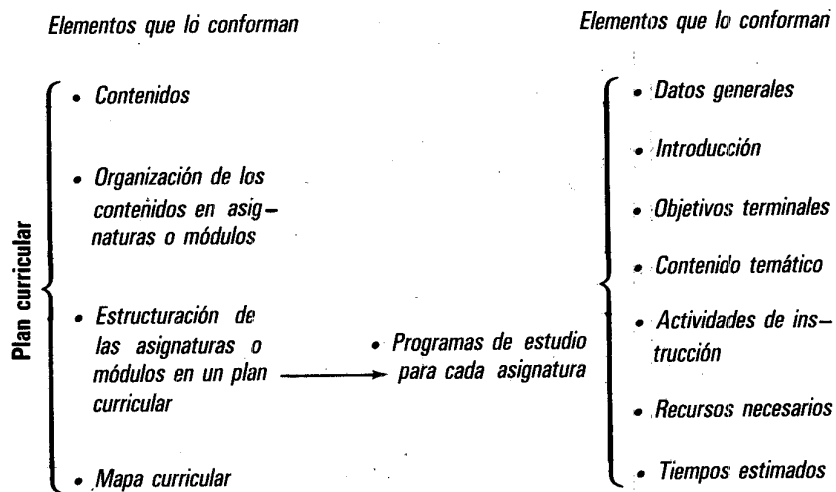 Elementos que lo conforman
Plan curricular
• Contenidos
• Organización de los
contenidos en asig–
naturas o módulos
• Estructuración de
las asignaturas o
módulos en un plan
curricular
• Mapa curricular
• Programas de estudio
para cada asignatura
Elementos que lo conforman
• Datos generales
• Introducción
• Objetivos terminales
• Contenido temático
• Actividades de ins–
trucción
• Recursos necesarios
• Tiempos estimados